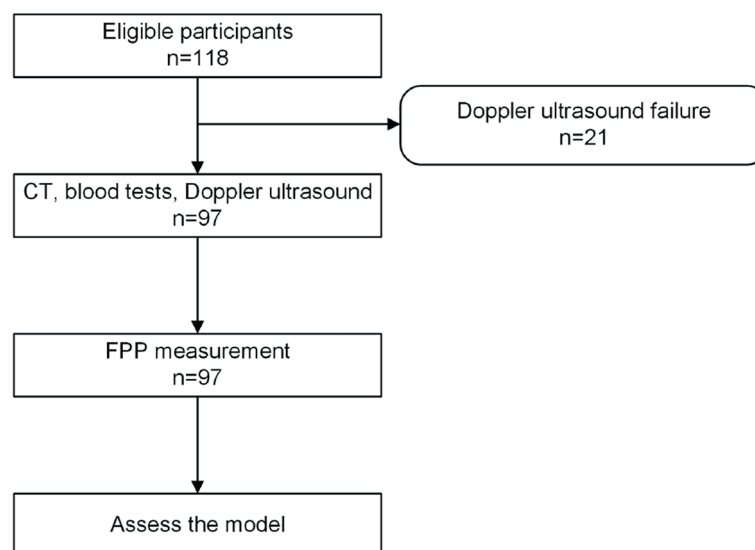 Eligible participants
n=118
Doppler ultrasound failure
n=21
CT, blood tests, Doppler ultrasound
n=97
FPP measurement
n=97
Assess the model